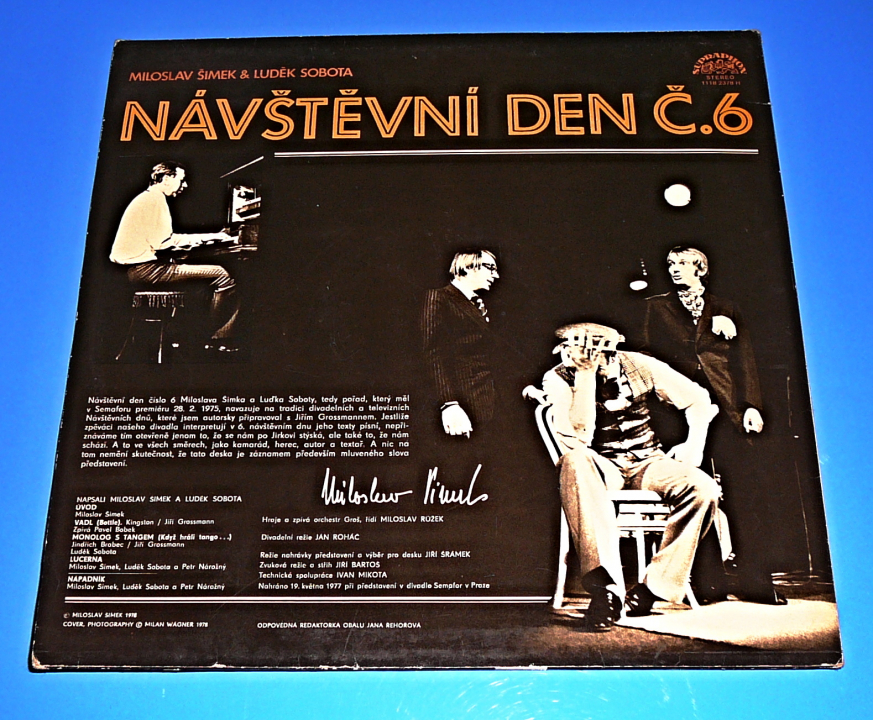 MILOSLAV ŠIMEK & LUDĚK SOBOTA
SUPRAPHON
STEREO
NÁVŠTĚVNÍ DEN Č.6
Návštěvní den číslo 6 Miloslava Šimka a Luďka Soboty, tedy pořad, který měl
v Semaforu premiéru 28. 2. 1975, navazuje na tradici divadelních a televizních
Návštěvních dnů, které jsem autorsky připravoval s Jiřím Grossmannem. Jestliže
zpěváci našeho divadla interpretují v 6. návštěvním dnu jeho texty písní, nepři-
znáváme tím otevřeně jenom to, že se nám po Jirkovi stýská, ale také to, že nám
schází. A to ve všech směrech, jako kamarád, herec, autor a textař. A nic na
tom nemění skutečnost, že tato deska je záznamem především mluveného slova
představení.
Miloslav Šimek
NAPSALI MILOSLAV ŠIMEK A LUDĚK SOBOTA
ÚVOD
Miloslav Šimek
VADL (Battle). Kingston / Jiří Grossmann
Zpívá Pavel Bobek
MONOLOG S TANGEM (Když hráli tango...)
Jindřich Brabec / Jiří Grossmann
Luděk Sobota
LUCERNA
Miloslav Šimek, Luděk Sobota a Petr Nárožný
NÁPADNÍK
Miloslav Šimek, Luděk Sobota a Petr Nárožný
Hraje a zpívá orchestr Groš, řídí MILOSLAV RŮŽEK
Divadelní režie JAN ROHÁČ
Režie nahrávky představení a výběr pro desku JIŘÍ ŠRÁMEK
Zvuková režie a střih JIŘÍ BARTOŠ
Technická spolupráce IVAN MIKOTA
Nahráno 19. května 1977 při představení v divadle Semafor v Praze
© MILOSLAV ŠIMEK 1978
COVER, PHOTOGRAPHY © MILAN WÁGNER 1978
ODPOVĚDNÁ REDAKTORKA OBALU JANA ŘEHOŘOVÁ